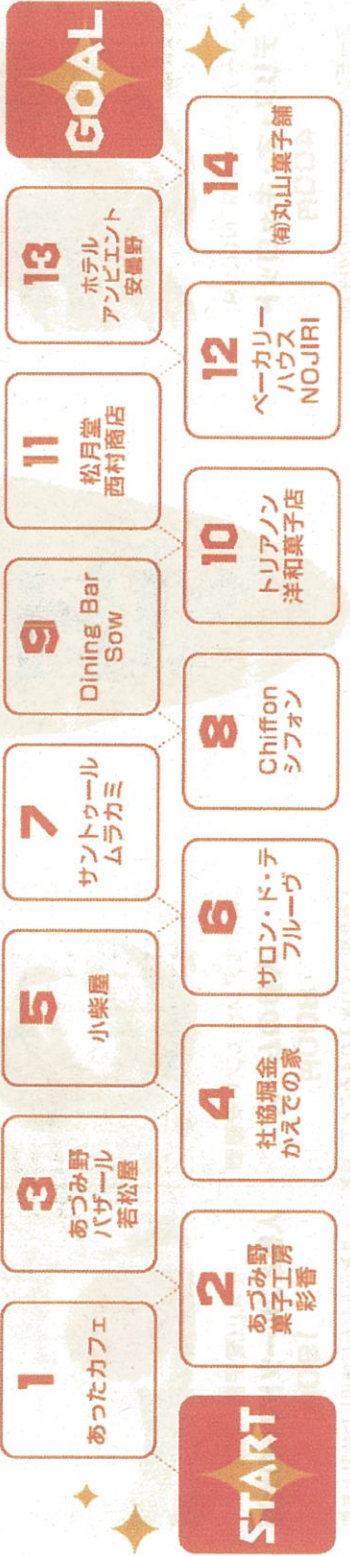 START
1
あったカフェ
2
あづみ野
菓子工房
彩香
3
あづみ野
バザール
若松屋
4
社協堀金
かえでの家
5
小柴屋
6
サロン・ド・テ
フルーヴ
7
サントゥール
ムラカミ
8
Chiffon
シフォン
9
Dining Bar
Sow
10
トリアノン
洋和菓子店
11
松月堂
西村商店
12
ベーカリー
ハウス
NOJIRI
13
ホテル
アンビエント
安曇野
14
㈲丸山菓子舗
GOAL